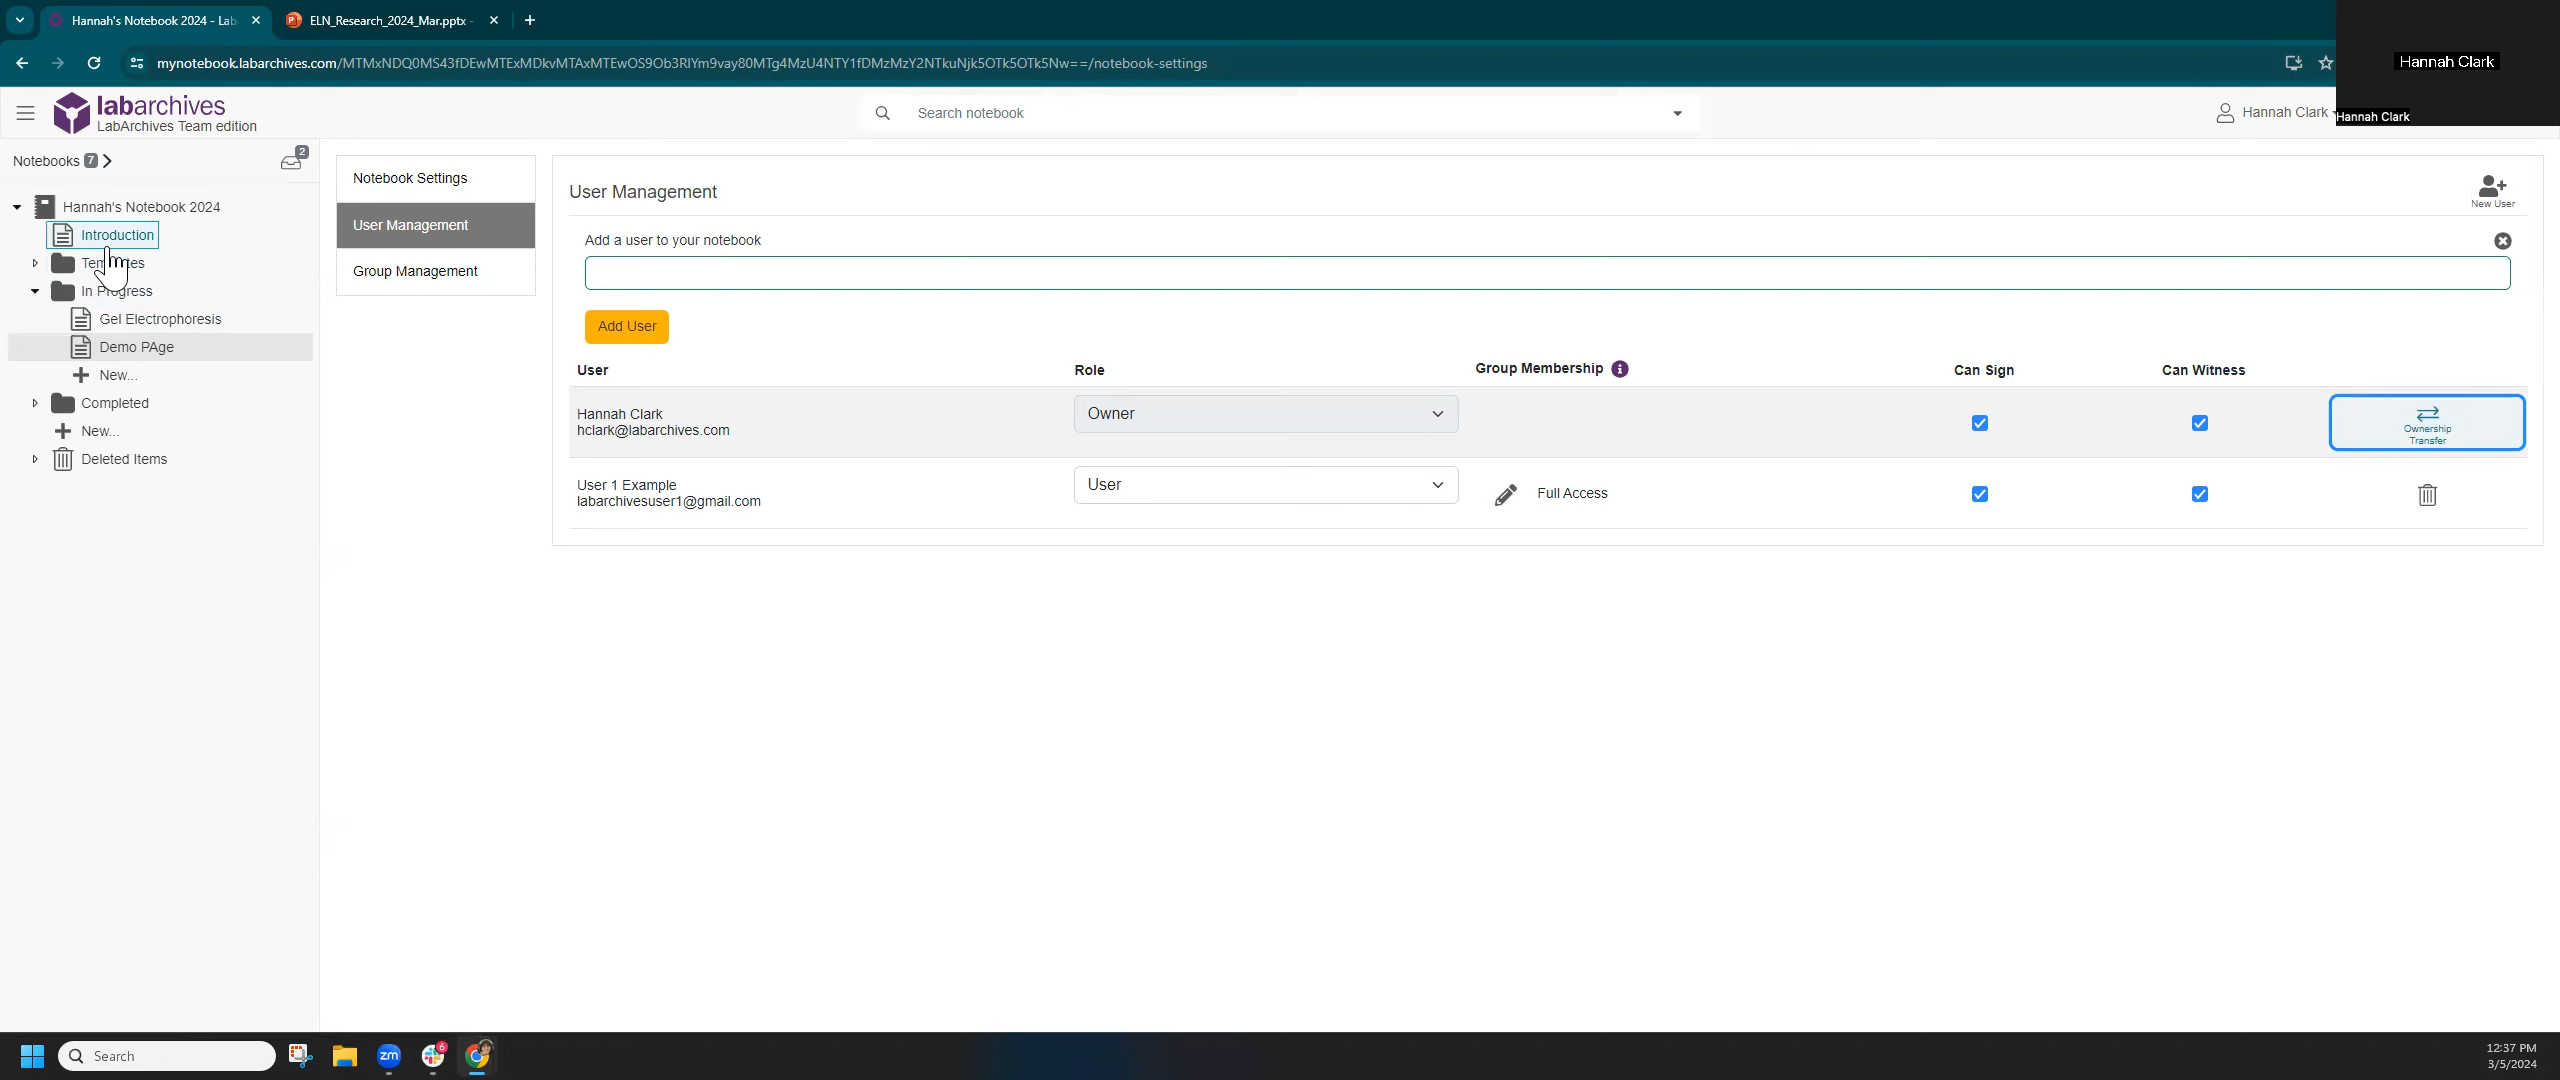 Hannah's Notebook 2024 - Lab
ELN_Research_2024_Mar.pptx -
mynotebook.labarchives.com/MTMxNDQ0MS43fDEwMTExMDkvMTAxMTEwOS9Ob3RlYm9vay80MTg4MzU4NTY1fDMzMzY2NTkuNjk5OTk5OTk5Nw==/notebook-settings
Hannah Clark
Hannah Clark
labarchives
LabArchives Team edition
Search notebook
Hannah Clark
Notebooks 7
2
Hannah's Notebook 2024
Introduction
In Progress
Gel Electrophoresis
Demo PAge
New...
Completed
New...
Deleted Items
Notebook Settings
User Management
Group Management
User Management
New User
Add a user to your notebook
Add User
User Role Group Membership i Can Sign Can Witness
Hannah Clark
hclark@labarchives.com
Owner
Ownership
Transfer
User 1 Example
labarchivesuser1@gmail.com
User
Full Access
Search
zm
6
12:37 PM
3/5/2024